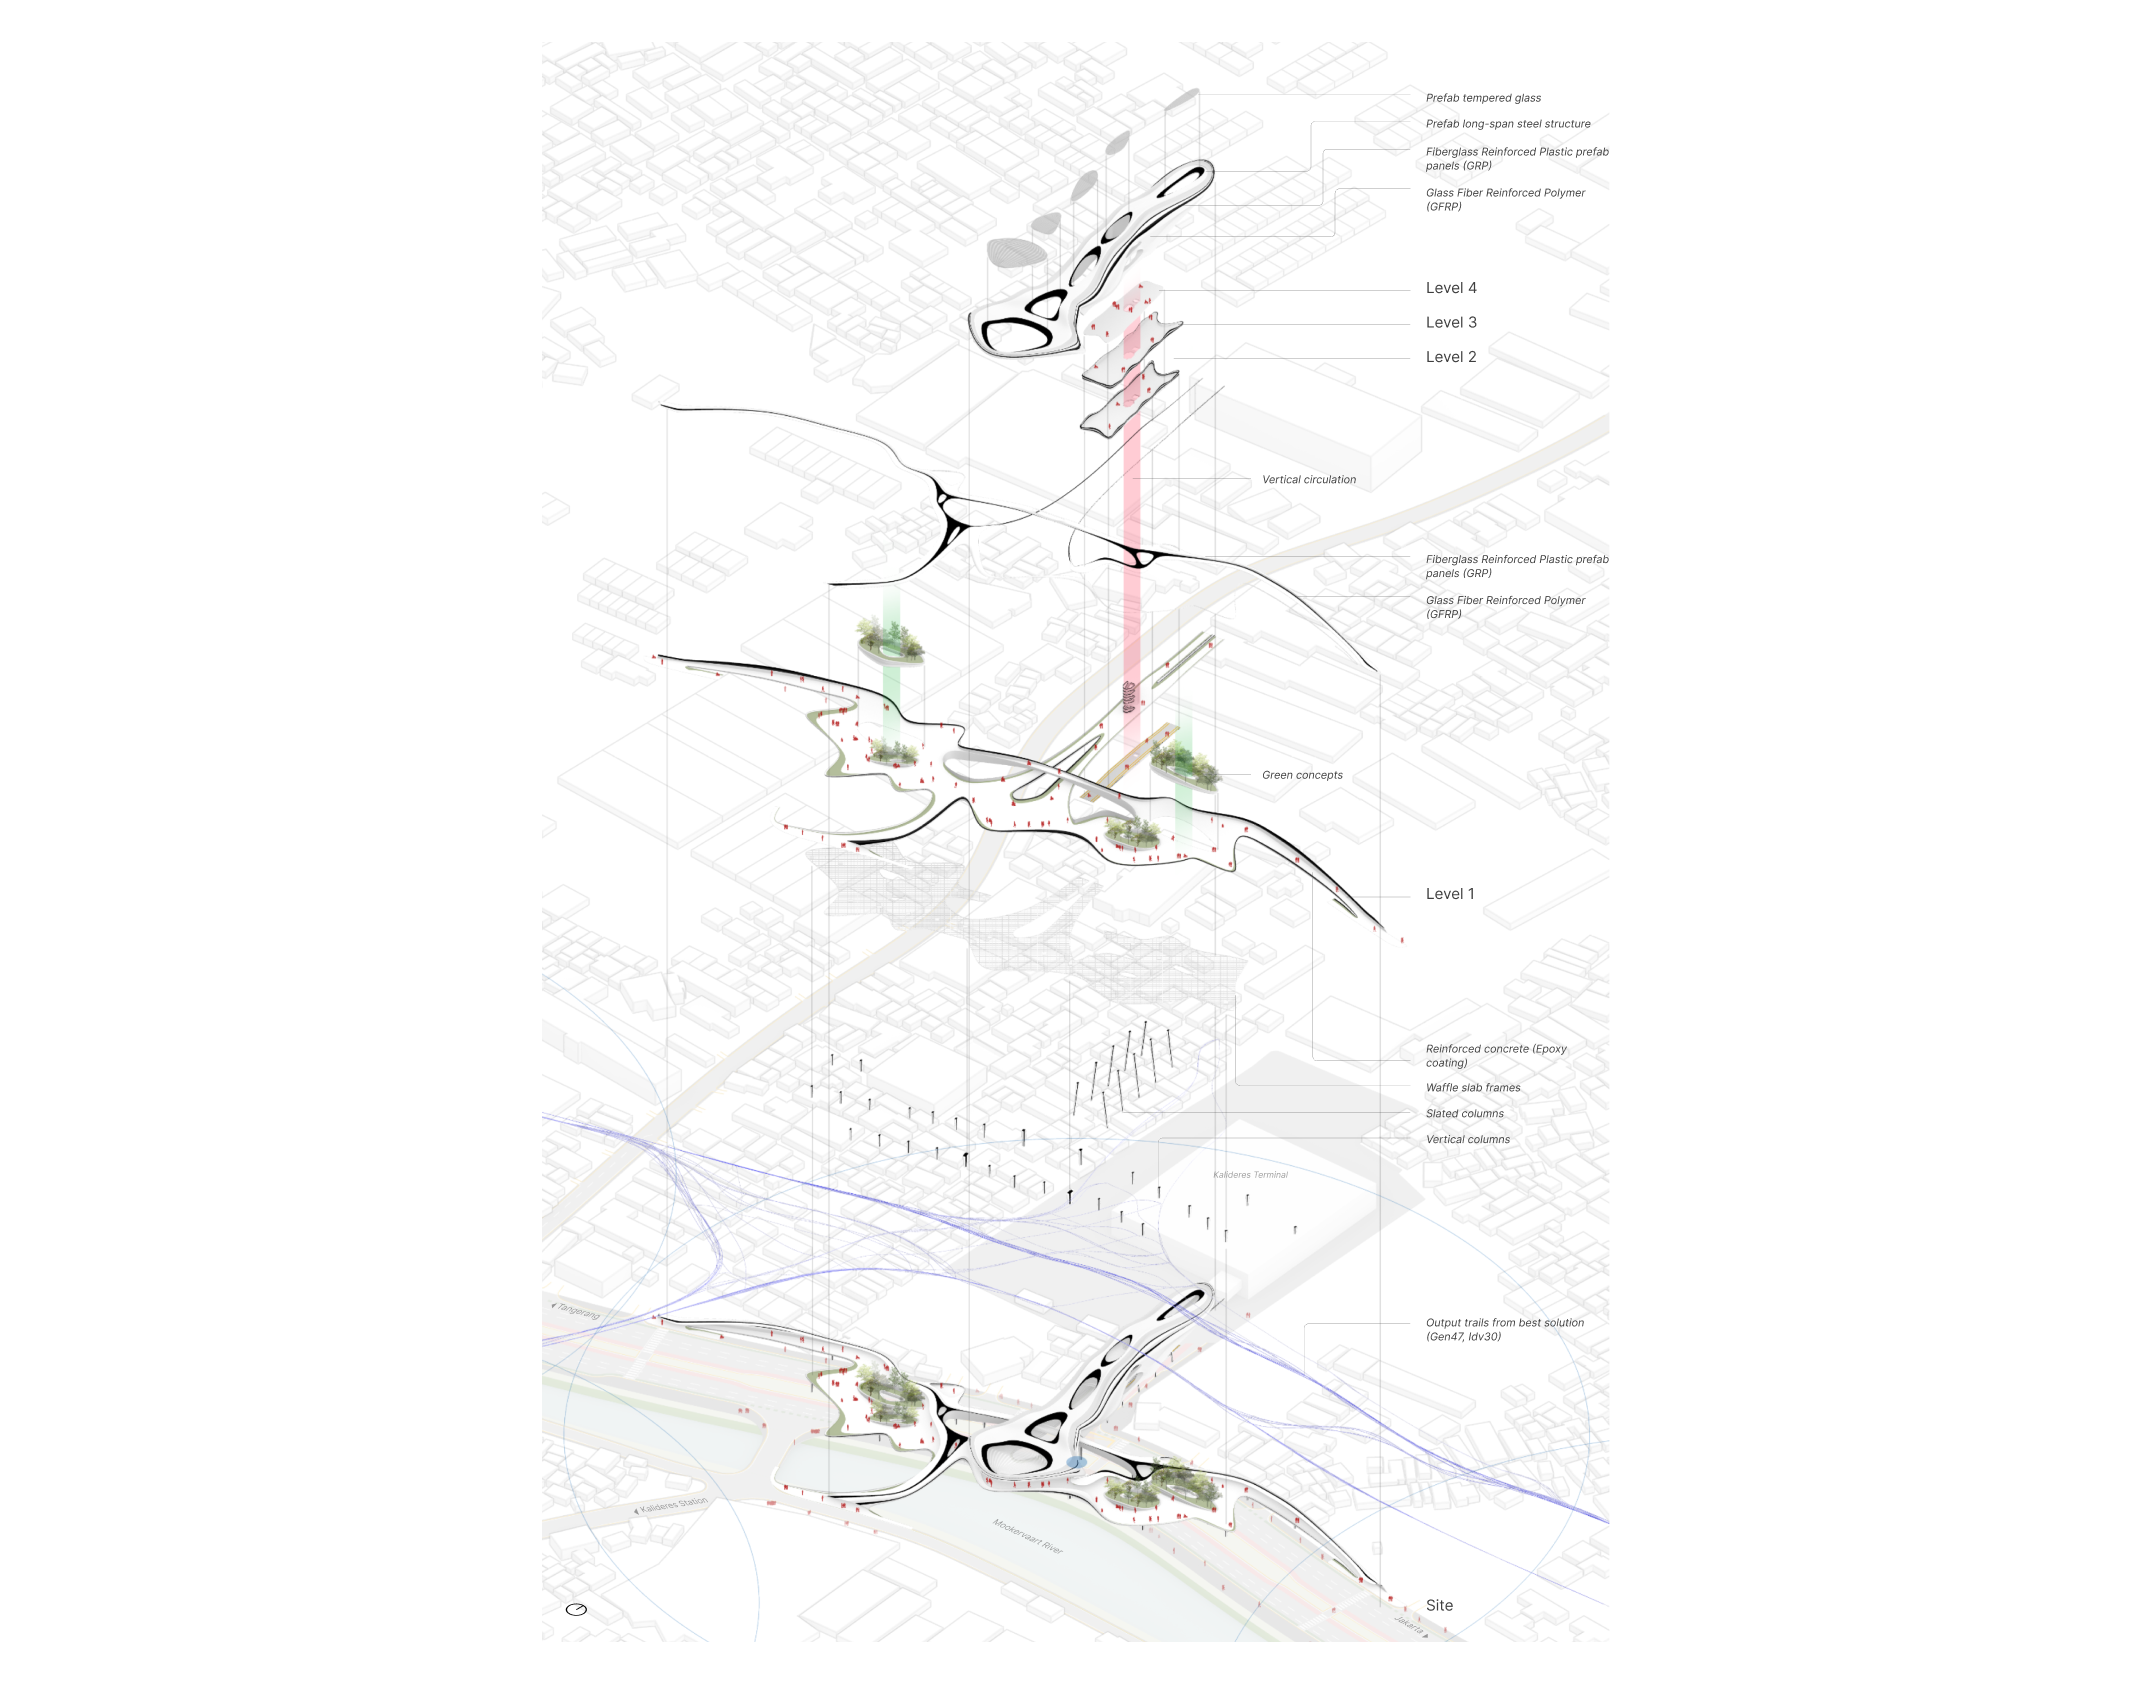 Prefab tempered glass
Prefab long-span steel structure
Fiberglass Reinforced Plastic prefab
panels (GRP)
Glass Fiber Reinforced Polymer
(GFRP)
Level 4
Level 3
Level 2
Vertical circulation
Fiberglass Reinforced Plastic prefab
panels (GRP)
Glass Fiber Reinforced Polymer
(GFRP)
Green concepts
Level 1
Reinforced concrete (Epoxy
coating)
Waffle slab frames
Slated columns
Vertical columns
Kalideres Terminal
Tangerang
Output trails from best solution
(Gen47, Idv30)
Kalideres Station
Mookervaart River
Site
Jakarta